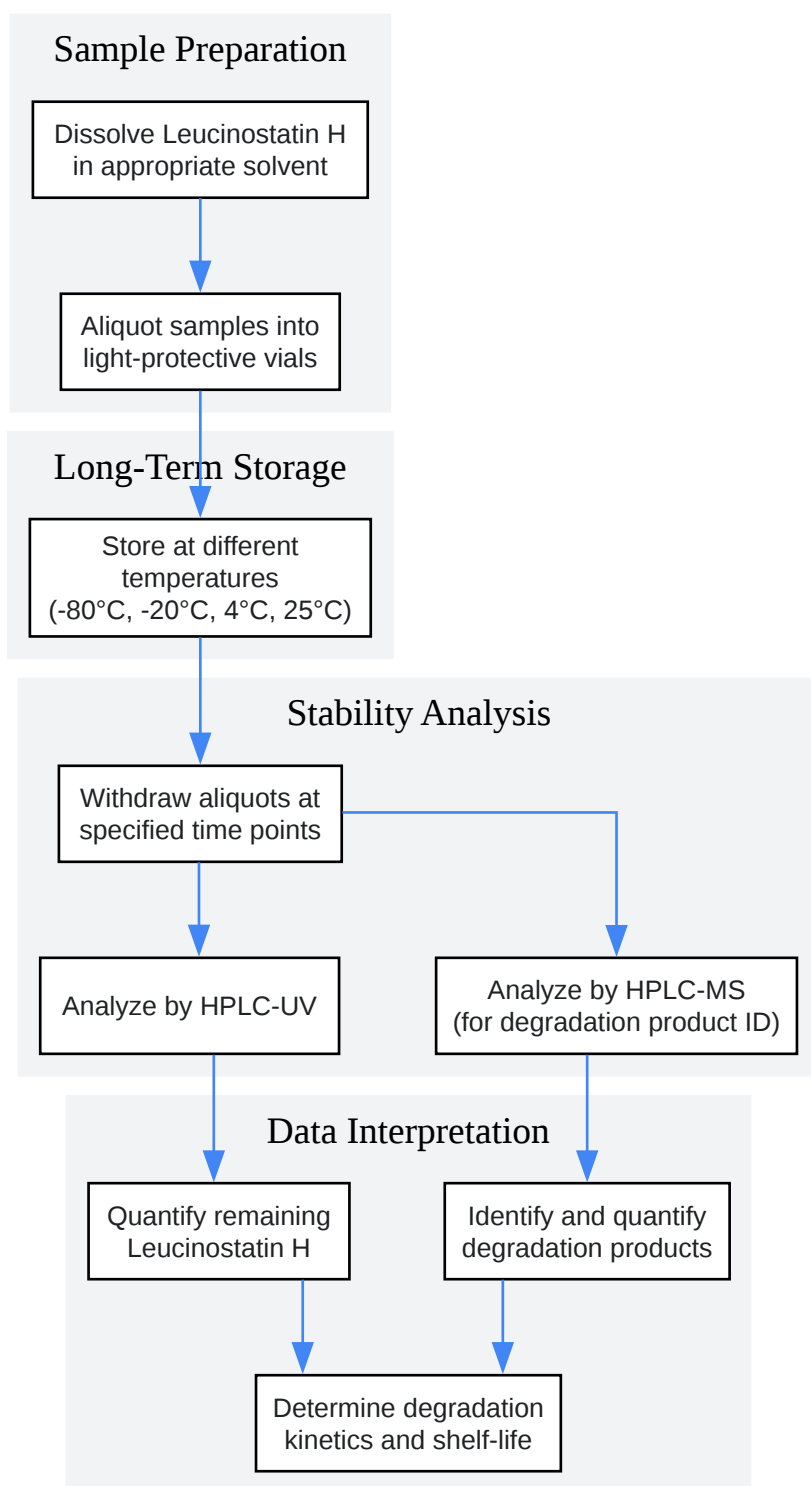 Sample Preparation
Dissolve Leucinostatin H
in appropriate solvent
Aliquot samples into
light-protective vials
Long-Term Storage
Store at different
temperatures
(-80°C, -20°C, 4°C, 25°C)
Stability Analysis
Withdraw aliquots at
specified time points
Analyze by HPLC-UV
Analyze by HPLC-MS
(for degradation product ID)
Data Interpretation
Quantify remaining
Leucinostatin H
Identify and quantify
degradation products
Determine degradation
kinetics and shelf-life